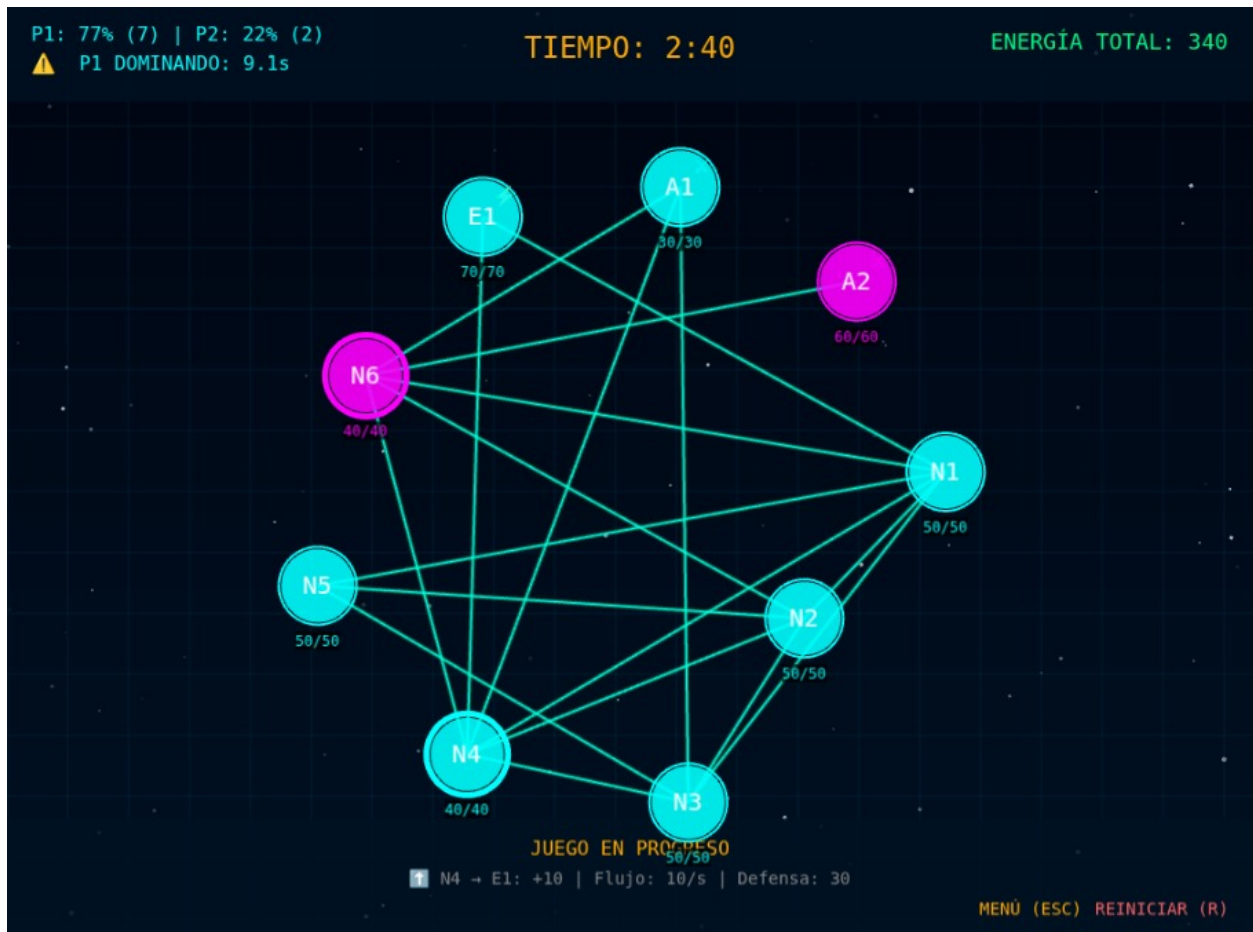 P1: 77% (7) | P2: 22% (2)
⚠️ P1 DOMINANDO: 9.1s
TIEMPO: 2:40
ENERGÍA TOTAL: 340
A1
30/30
E1
70/70
A2
60/60
N6
40/40
N1
50/50
N5
50/50
N2
50/50
N4
40/40
N3
50/50
JUEGO EN PROGRESO
⬆️ N4 → E1: +10 | Flujo: 10/s | Defensa: 30
MENÚ (ESC) REINICIAR (R)